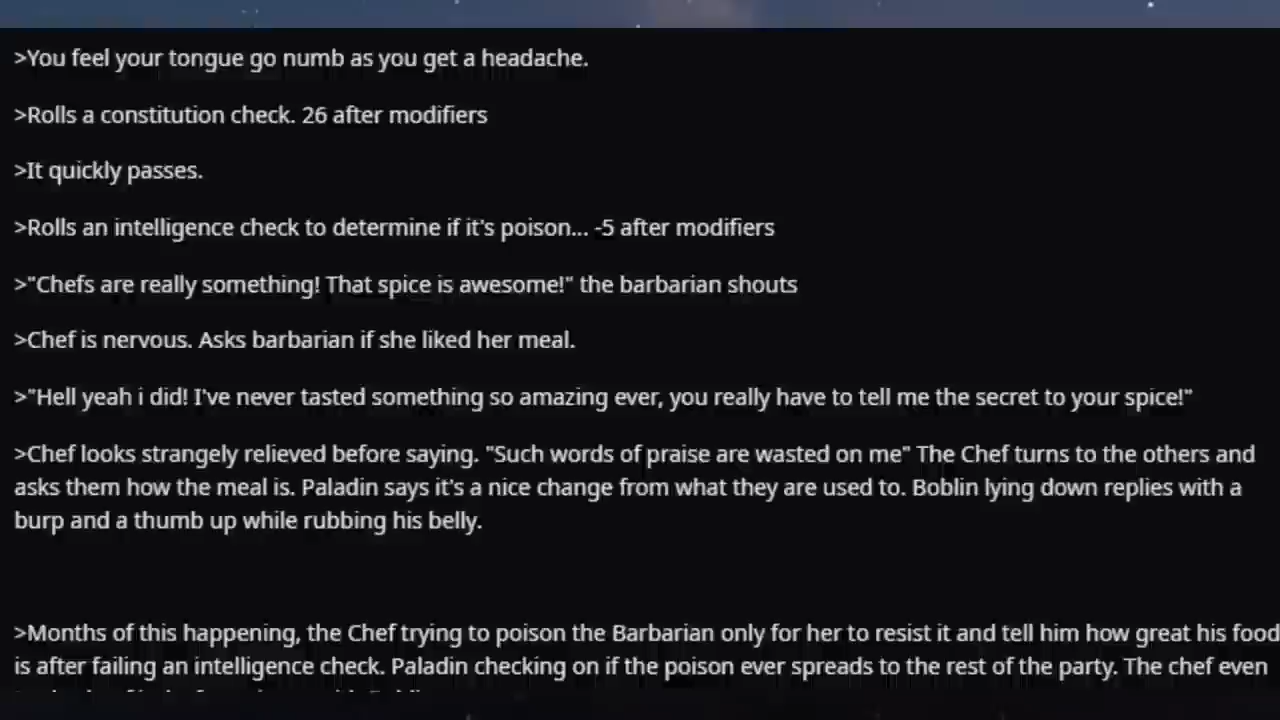 >You feel your tongue go numb as you get a headache.
>Rolls a constitution check. 26 after modifiers
>It quickly passes.
>Rolls an intelligence check to determine if it's poison... -5 after modifiers
>"Chefs are really something! That spice is awesome!" the barbarian shouts
>Chef is nervous. Asks barbarian if she liked her meal.
>"Hell yeah i did! I've never tasted something so amazing ever, you really have to tell me the secret to your spice!"
>Chef looks strangely relieved before saying. "Such words of praise are wasted on me" The Chef turns to the others and
asks them how the meal is. Paladin says it's a nice change from what they are used to. Boblin lying down replies with a
burp and a thumb up while rubbing his belly.
>Months of this happening, the Chef trying to poison the Barbarian only for her to resist it and tell him how great his food
is after failing an intelligence check. Paladin checking on if the poison ever spreads to the rest of the party. The chef even